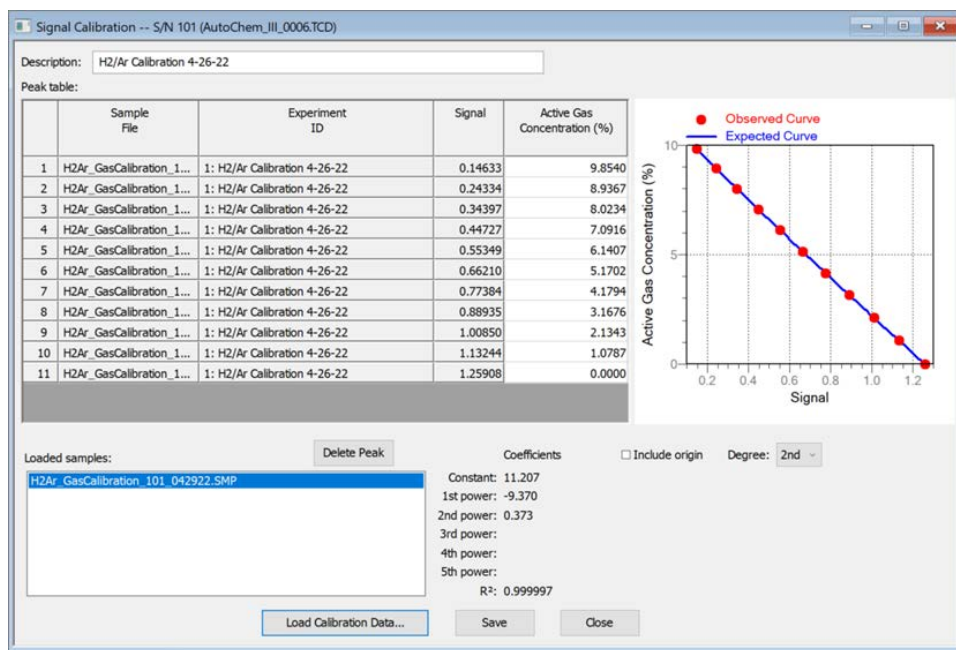 Signal Calibration -- S/N 101 (AutoChem_III_0006.TCD)
Description: H2/Ar Calibration 4-26-22
Peak table:
Sample File Experiment ID Signal Active Gas Concentration (%)
1 H2Ar_GasCalibration_1... 1: H2/Ar Calibration 4-26-22 0.14633 9.8540
2 H2Ar_GasCalibration_1... 1: H2/Ar Calibration 4-26-22 0.24334 8.9367
3 H2Ar_GasCalibration_1... 1: H2/Ar Calibration 4-26-22 0.34397 8.0234
4 H2Ar_GasCalibration_1... 1: H2/Ar Calibration 4-26-22 0.44727 7.0916
5 H2Ar_GasCalibration_1... 1: H2/Ar Calibration 4-26-22 0.55349 6.1407
6 H2Ar_GasCalibration_1... 1: H2/Ar Calibration 4-26-22 0.66210 5.1702
7 H2Ar_GasCalibration_1... 1: H2/Ar Calibration 4-26-22 0.77384 4.1794
8 H2Ar_GasCalibration_1... 1: H2/Ar Calibration 4-26-22 0.88935 3.1676
9 H2Ar_GasCalibration_1... 1: H2/Ar Calibration 4-26-22 1.00850 2.1343
10 H2Ar_GasCalibration_1... 1: H2/Ar Calibration 4-26-22 1.13244 1.0787
11 H2Ar_GasCalibration_1... 1: H2/Ar Calibration 4-26-22 1.25908 0.0000
Observed Curve
Expected Curve
Active Gas Concentration (%)
10
5
0
0.2 0.4 0.6 0.8 1.0 1.2
Signal
Loaded samples:
Delete Peak
H2Ar_GasCalibration_101_042922.SMP
Coefficients
Include origin
Degree: 2nd
Constant: 11.207
1st power: -9.370
2nd power: 0.373
3rd power:
4th power:
5th power:
R²: 0.999997
Load Calibration Data...
Save
Close